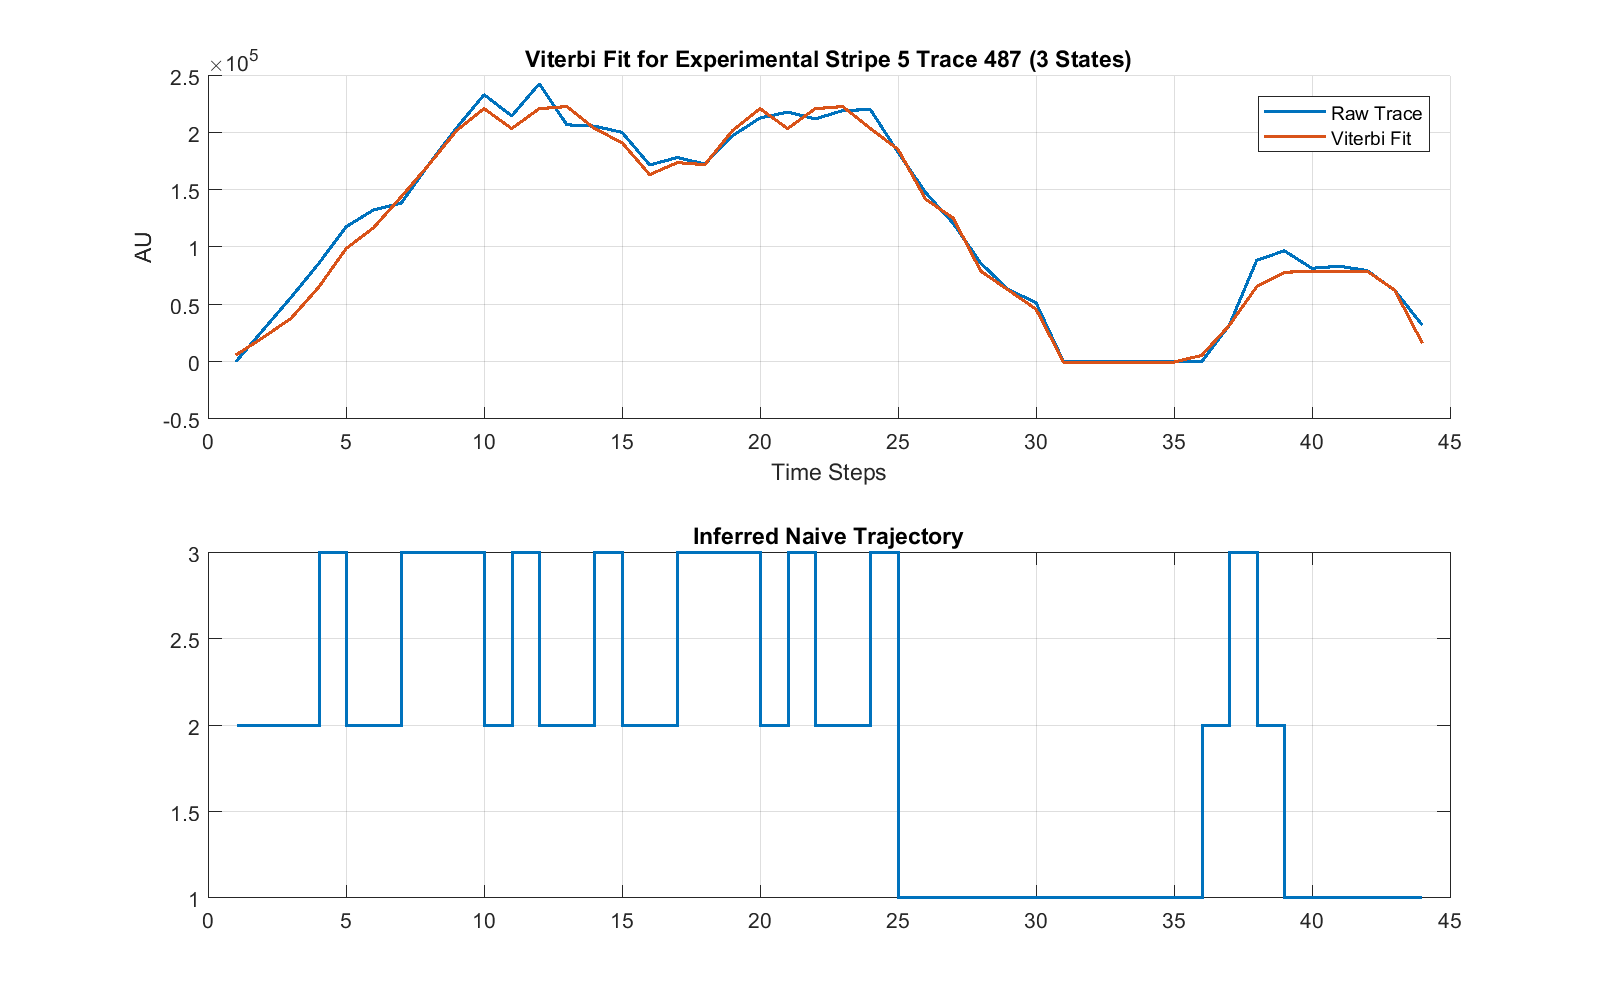 Viterbi Fit for Experimental Stripe 5 Trace 487 (3 States)
×10^5
2.5
2
1.5
1
0.5
0
-0.5
AU
Raw Trace
Viterbi Fit
0 5 10 15 20 25 30 35 40 45
Time Steps
Inferred Naive Trajectory
3
2.5
2
1.5
1
0 5 10 15 20 25 30 35 40 45